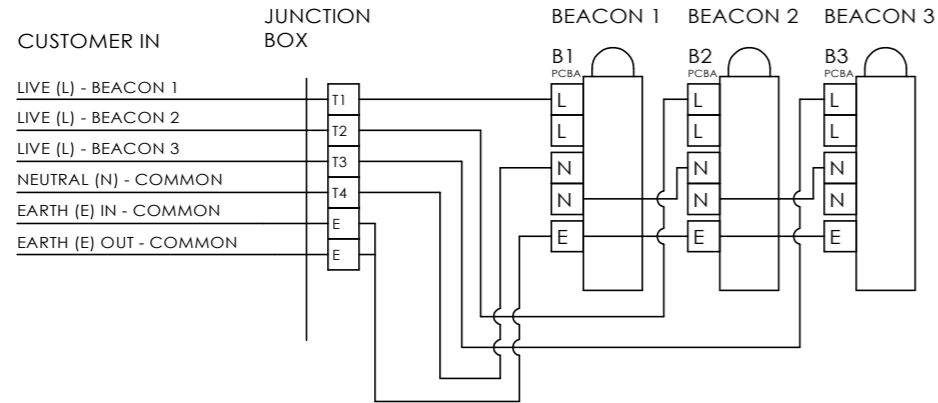 CUSTOMER IN
LIVE (L) - BEACON 1
LIVE (L) - BEACON 2
LIVE (L) - BEACON 3
NEUTRAL (N) - COMMON
EARTH (E) IN - COMMON
EARTH (E) OUT - COMMON
JUNCTION
BOX
T1
T2
T3
T4
E
E
BEACON 1
B1
PCBA
L
L
N
N
E
BEACON 2
B2
PCBA
L
L
N
N
E
BEACON 3
B3
PCBA
L
L
N
N
E